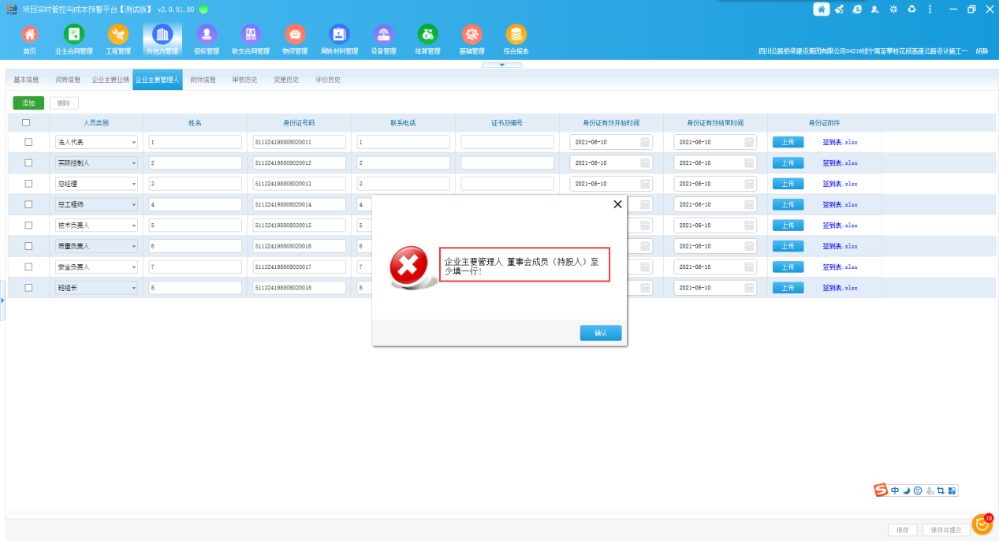 项目实时管控与成本预警平台【测试版】 v2.0.51.80
首页 业主合同管理 工程管理 外包方管理 招标管理 收支合同管理 物资管理 周转材料管理 设备管理 结算管理 基础管理 综合报表
四川公路桥梁建设集团有限公司G4216线宁南至攀枝花段高速公路设计施工… 胡静
基本信息 资质信息 企业主要业绩 企业主要管理人 附件信息 审核历史 变更历史 评价历史
添加 删除
人员类别 姓名 身份证号码 联系电话 证书及编号 身份证有效开始时间 身份证有效结束时间 身份证附件
法人代表 1 511324198808020011 1 2021-06-10 2021-06-10 上传 签到表.xlsx
实际控制人 2 511324198808020012 2 2021-06-10 2021-06-10 上传 签到表.xlsx
总经理 3 511324198808020013 3 2021-06-10 2021-06-10 上传 签到表.xlsx
总工程师 4 511324198808020014 4 2021-06-10 上传 签到表.xlsx
技术负责人 5 511324198808020015 5 2021-06-10 上传 签到表.xlsx
质量负责人 6 511324198808020016 6 2021-06-10 上传 签到表.xlsx
安全负责人 7 511324198808020017 7 2021-06-10 上传 签到表.xlsx
班组长 8 511324198808020018 8 2021-06-10 上传 签到表.xlsx
企业主要管理人 董事会成员（持股人）至
少填一行!
确认
中
保存 保存并提交
16